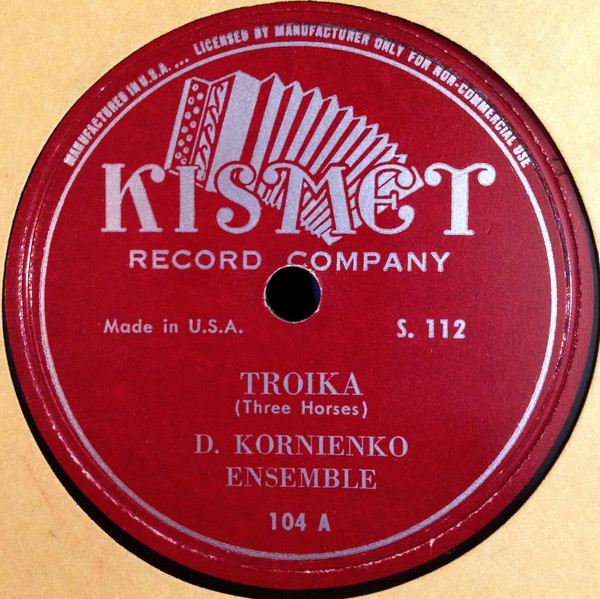 MANUFACTURED IN U.S.A. ... LICENSED BY MANUFACTURER ONLY FOR NON-COMMERCIAL USE
KISMET
RECORD COMPANY
Made in U.S.A. S. 112
TROIKA
(Three Horses)
D. KORNIENKO
ENSEMBLE
104 A